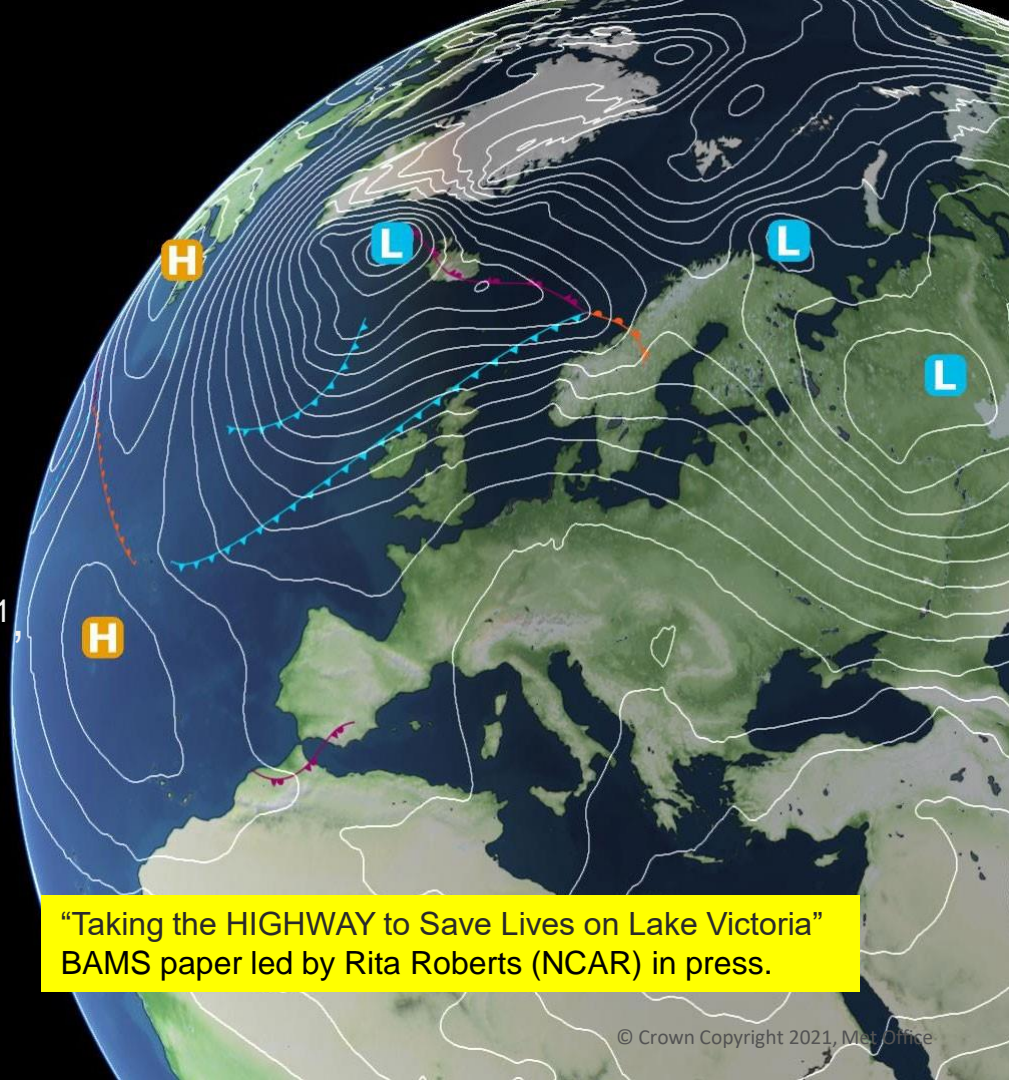 H
L
L
L
1,
H
“Taking the HIGHWAY to Save Lives on Lake Victoria”
BAMS paper led by Rita Roberts (NCAR) in press.
© Crown Copyright 2021, Met Office